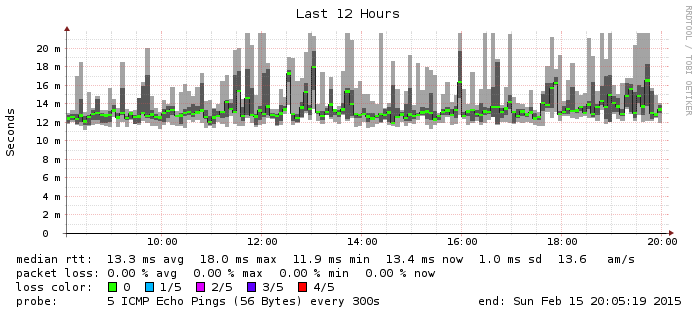 Last 12 Hours
RRDTOOL / TOBI OETIKER
Seconds
20 m
18 m
16 m
14 m
12 m
10 m
8 m
6 m
4 m
2 m
0
10:00 12:00 14:00 16:00 18:00 20:00
median rtt: 13.3 ms avg 18.0 ms max 11.9 ms min 13.4 ms now 1.0 ms sd 13.6 am/s
packet loss: 0.00 % avg 0.00 % max 0.00 % min 0.00 % now
loss color: 0 1/5 2/5 3/5 4/5
probe: 5 ICMP Echo Pings (56 Bytes) every 300s end: Sun Feb 15 20:05:19 2015